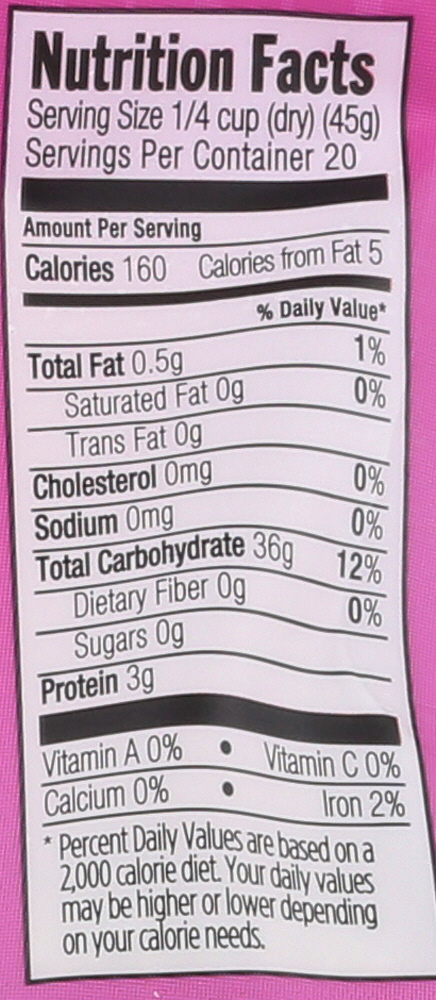 Nutrition Facts
Serving Size 1/4 cup (dry) (45g)
Servings Per Container 20
Amount Per Serving
Calories 160 Calories from Fat 5
% Daily Value*
Total Fat 0.5g 1%
Saturated Fat 0g 0%
Trans Fat 0g
Cholesterol 0mg 0%
Sodium 0mg 0%
Total Carbohydrate 36g 12%
Dietary Fiber 0g 0%
Sugars 0g
Protein 3g
Vitamin A 0% • Vitamin C 0%
Calcium 0% • Iron 2%
* Percent Daily Values are based on a
2,000 calorie diet. Your daily values
may be higher or lower depending
on your calorie needs.